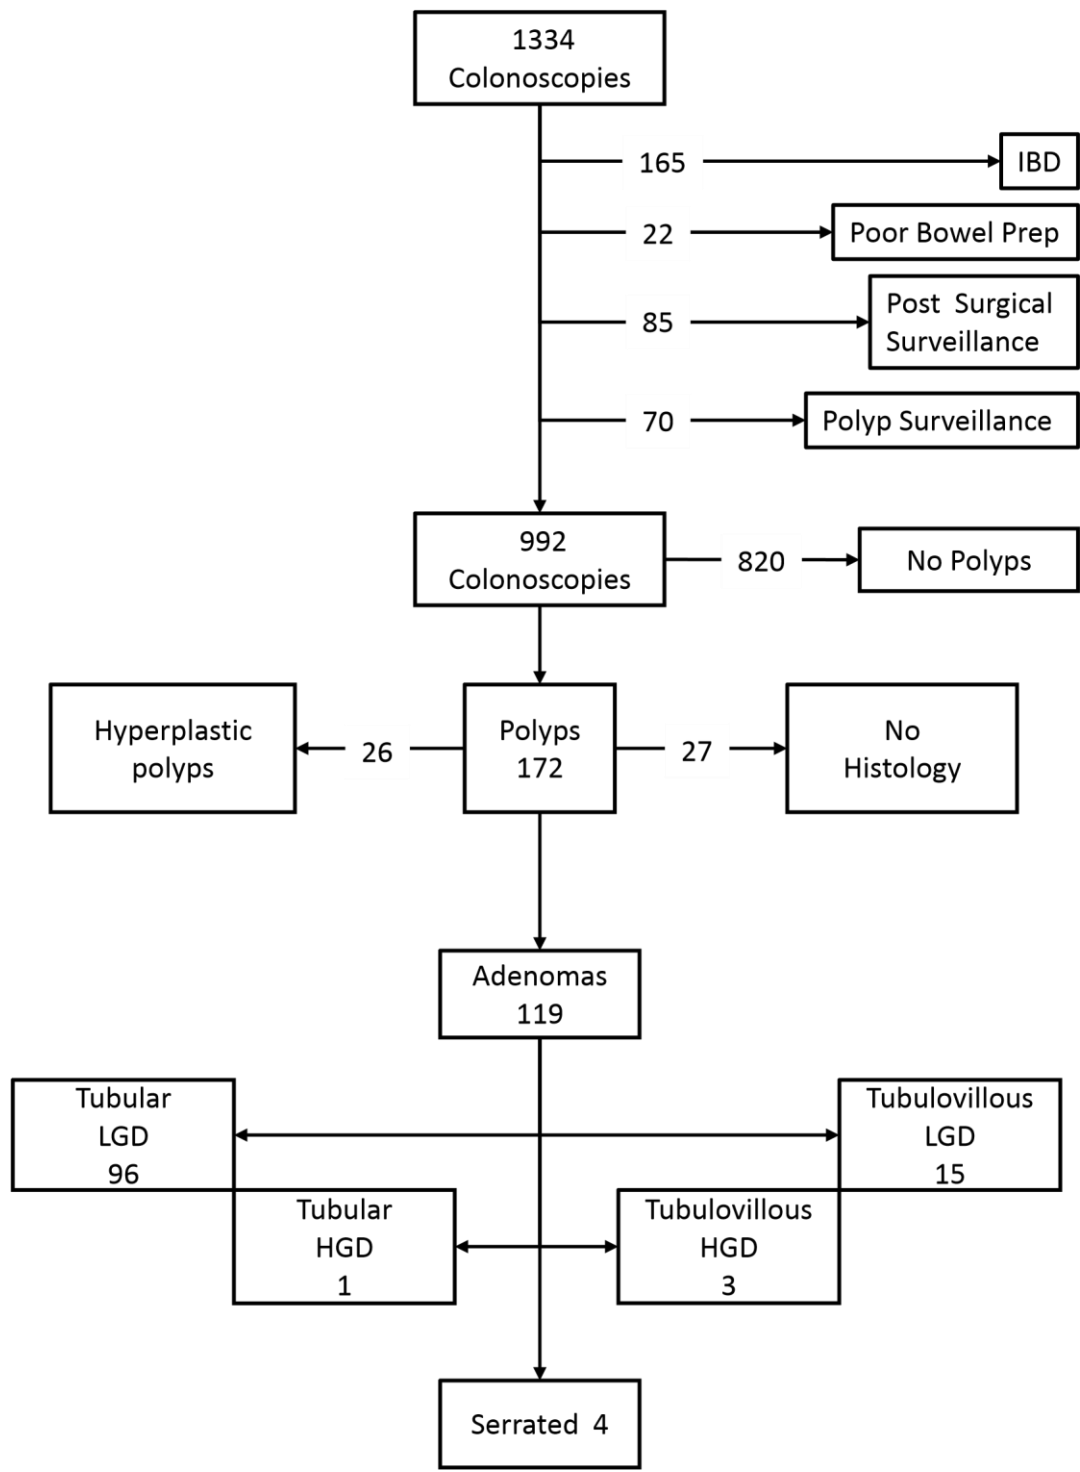 1334
Colonoscopies
165
IBD
22
Poor Bowel Prep
85
Post Surgical
Surveillance
70
Polyp Surveillance
992
Colonoscopies
820
No Polyps
Hyperplastic
polyps
26
Polyps
172
27
No
Histology
Adenomas
119
Tubular
LGD
96
Tubulovillous
LGD
15
Tubular
HGD
1
Tubulovillous
HGD
3
Serrated 4